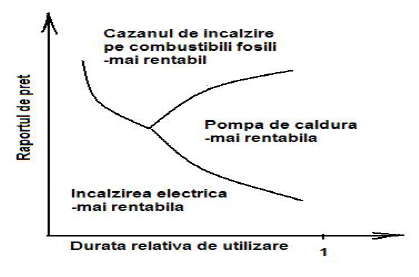 Cazanul de incalzire
pe combustibili fosili
-mai rentabil
Raportul de pret
Pompa de caldura
-mai rentabila
Incalzirea electrica
-mai rentabila
Durata relativa de utilizare
1